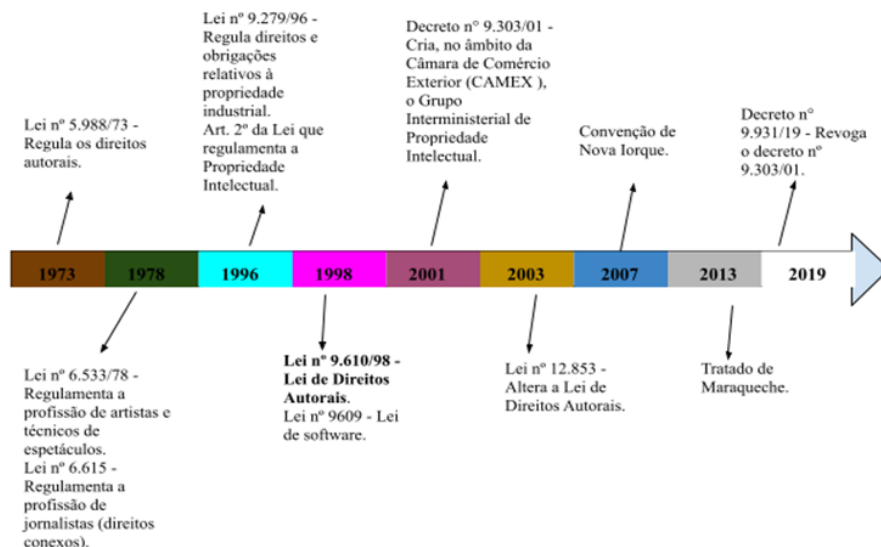 Lei nº 5.988/73 -
Regula os direitos
autorais.
Lei nº 9.279/96 -
Regula direitos e
obrigações
relativos à
propriedade
industrial.
Art. 2º da Lei que
regulamenta a
Propriedade
Intelectual.
Decreto n° 9.303/01 -
Cria, no âmbito da
Câmara de Comércio
Exterior (CAMEX ),
o Grupo
Interministerial de
Propriedade
Intelectual.
Convenção de
Nova Iorque.
Decreto n°
9.931/19 - Revoga
o decreto nº
9.303/01.
1973
1978
1996
1998
2001
2003
2007
2013
2019
Lei nº 6.533/78 -
Regulamenta a
profissão de artistas e
técnicos de
espetáculos.
Lei nº 6.615 -
Regulamenta a
profissão de
jornalistas (direitos
conexos).
Lei nº 9.610/98 -
Lei de Direitos
Autorais.
Lei nº 9609 - Lei
de software.
Lei nº 12.853 -
Altera a Lei de
Direitos Autorais.
Tratado de
Maraqueche.